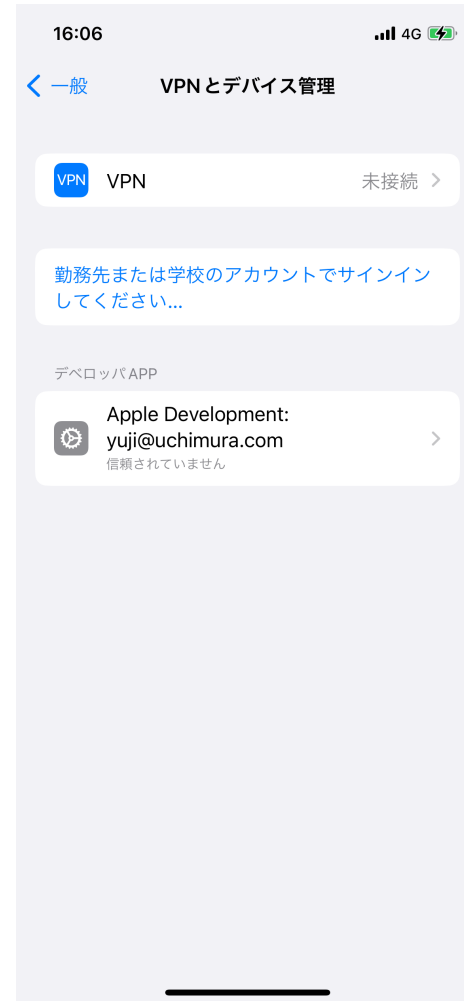 16:06 4G
一般 VPNとデバイス管理
VPN VPN 未接続
勤務先または学校のアカウントでサインイン
してください...
デベロッパ APP
Apple Development:
yuji@uchimura.com
信頼されていません